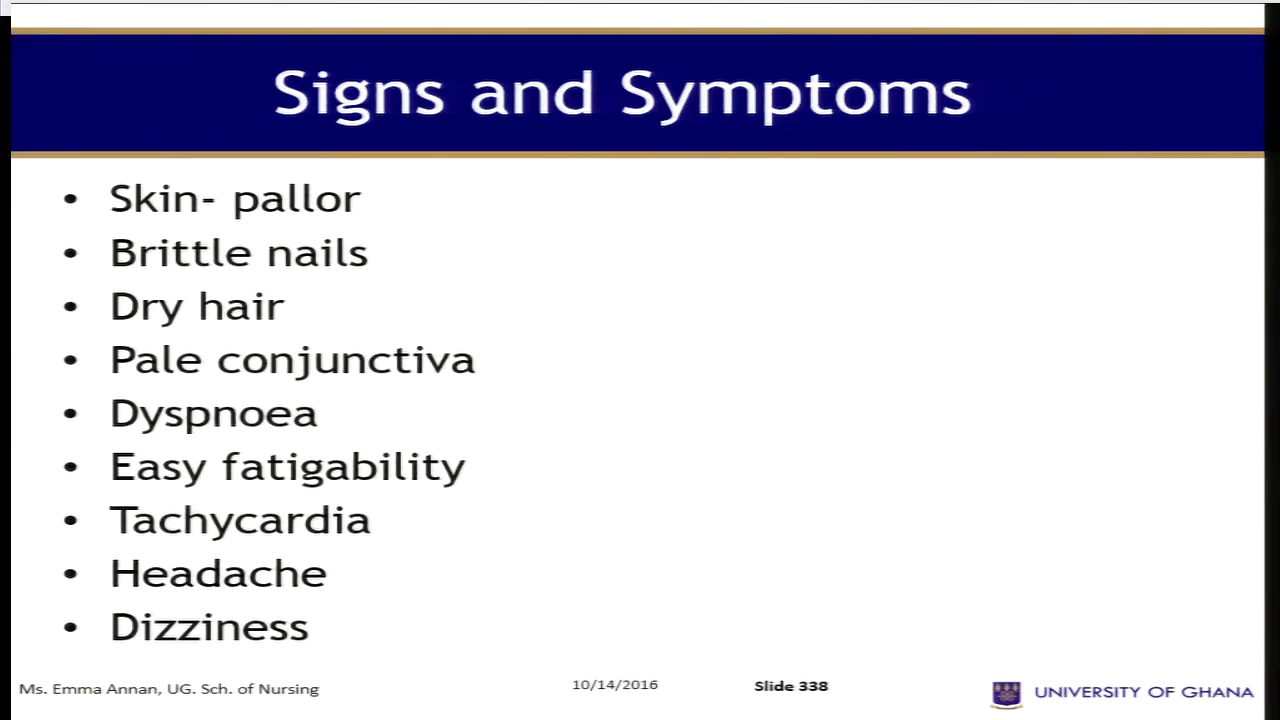 Signs and Symptoms
• Skin- pallor
• Brittle nails
• Dry hair
• Pale conjunctiva
• Dyspnoea
• Easy fatigability
• Tachycardia
• Headache
• Dizziness
Ms. Emma Annan, UG. Sch. of Nursing
10/14/2016
Slide 338
UNIVERSITY OF GHANA